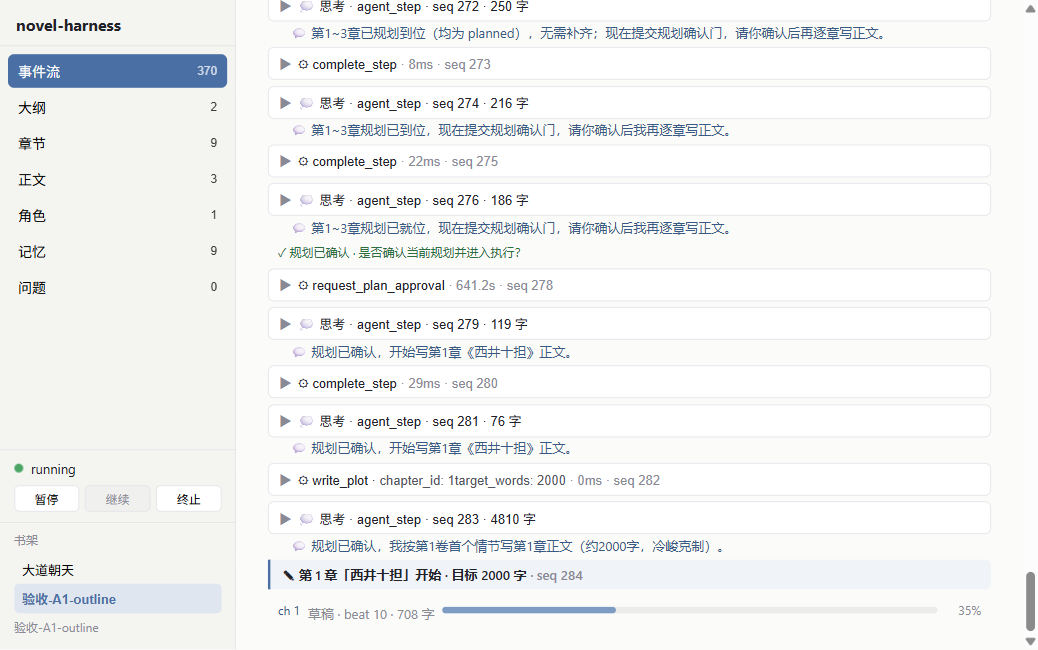 novel-harness
事件流 370
大纲 2
章节 9
正文 3
角色 1
记忆 9
问题 0
running
暂停 继续 终止
书架
大道朝天
验收-A1-outline
验收-A1-outline
思考 · agent_step · seq 272 · 250 字
第1~3章已规划到位（均为 planned），无需补齐；现在提交规划确认门，请你确认后再逐章写正文。
complete_step · 8ms · seq 273
思考 · agent_step · seq 274 · 216 字
第1~3章规划已到位，现在提交规划确认门，请你确认后我再逐章写正文。
complete_step · 22ms · seq 275
思考 · agent_step · seq 276 · 186 字
第1~3章规划已就位，现在提交规划确认门，请你确认后我再逐章写正文。
✓ 规划已确认 · 是否确认当前规划并进入执行？
request_plan_approval · 641.2s · seq 278
思考 · agent_step · seq 279 · 119 字
规划已确认，开始写第1章《西井十担》正文。
complete_step · 29ms · seq 280
思考 · agent_step · seq 281 · 76 字
规划已确认，开始写第1章《西井十担》正文。
write_plot · chapter_id: 1target_words: 2000 · 0ms · seq 282
思考 · agent_step · seq 283 · 4810 字
规划已确认，我按第1卷首个情节写第1章正文（约2000字，冷峻克制）。
第 1 章「西井十担」开始 · 目标 2000 字 · seq 284
ch 1 草稿 · beat 10 · 708 字 35%